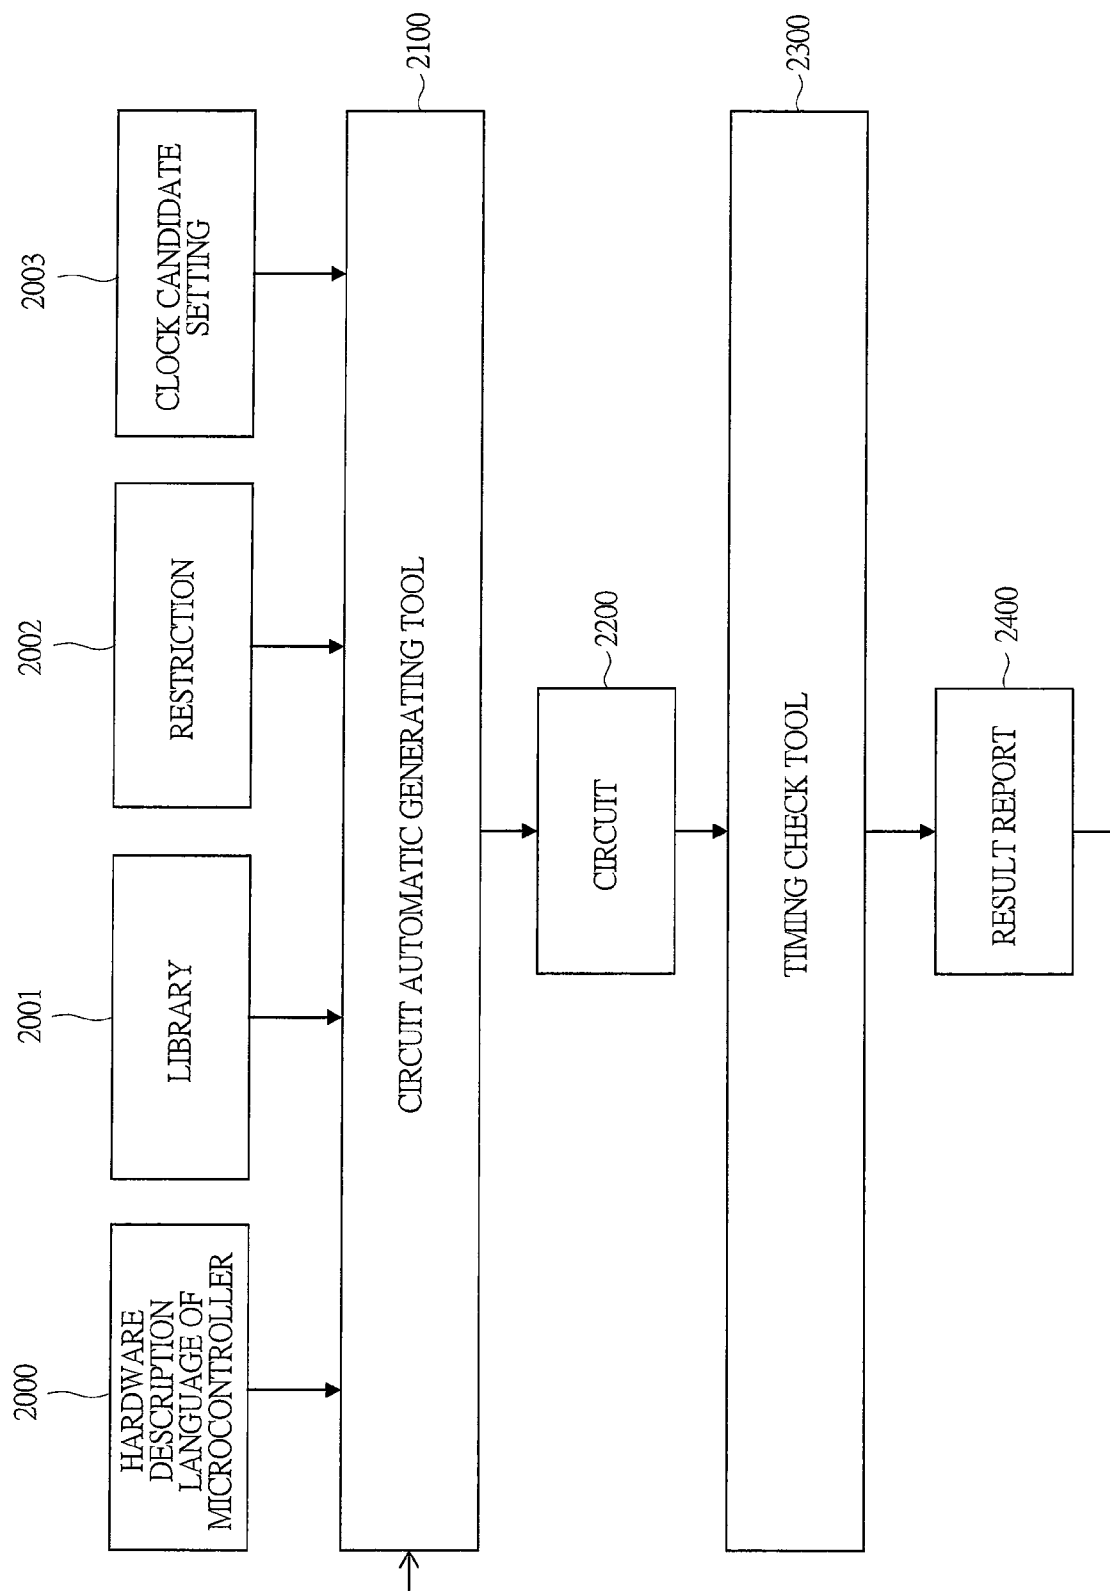 2000
HARDWARE
DESCRIPTION
LANGUAGE OF
MICROCONTROLLER
2001
LIBRARY
2002
RESTRICTION
2003
CLOCK CANDIDATE
SETTING
2100
CIRCUIT AUTOMATIC GENERATING TOOL
2200
CIRCUIT
2300
TIMING CHECK TOOL
2400
RESULT REPORT